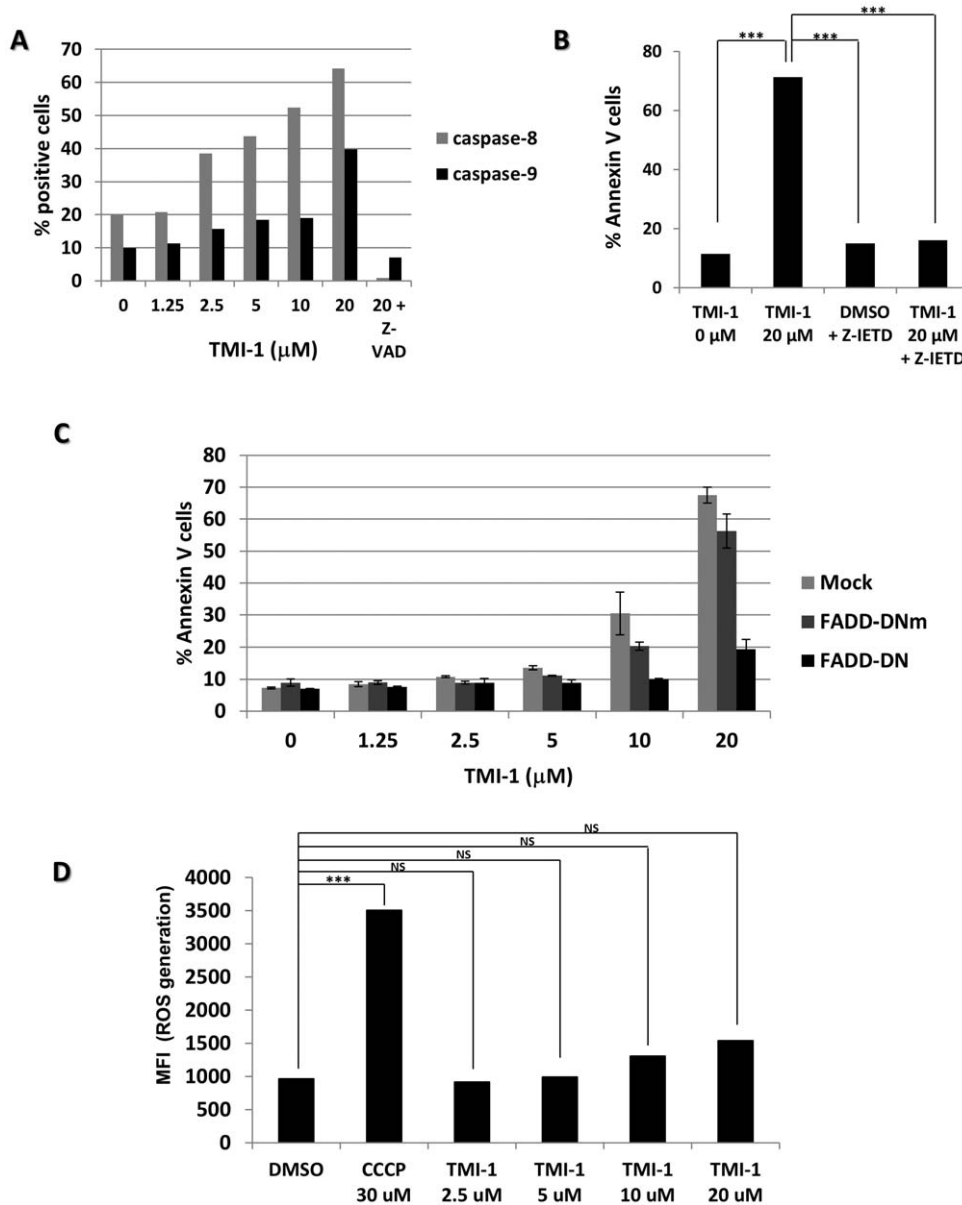 A
70
60
50
40
30
20
10
0
% positive cells
0 1.25 2.5 5 10 20 20 +
Z-
VAD
TMI-1 (μM)
caspase-8
caspase-9
B
***
*** ***
80
60
40
20
0
% Annexin V cells
TMI-1 TMI-1 DMSO TMI-1
0 μM 20 μM + Z-IETD 20 μM
+ Z-IETD
C
80
70
60
50
40
30
20
10
0
% Annexin V cells
0 1.25 2.5 5 10 20
TMI-1 (μM)
Mock
FADD-DNm
FADD-DN
D
NS
NS
NS
NS
***
4000
3500
3000
2500
2000
1500
1000
500
0
MFI (ROS generation)
DMSO CCCP TMI-1 TMI-1 TMI-1 TMI-1
30 uM 2.5 uM 5 uM 10 uM 20 uM